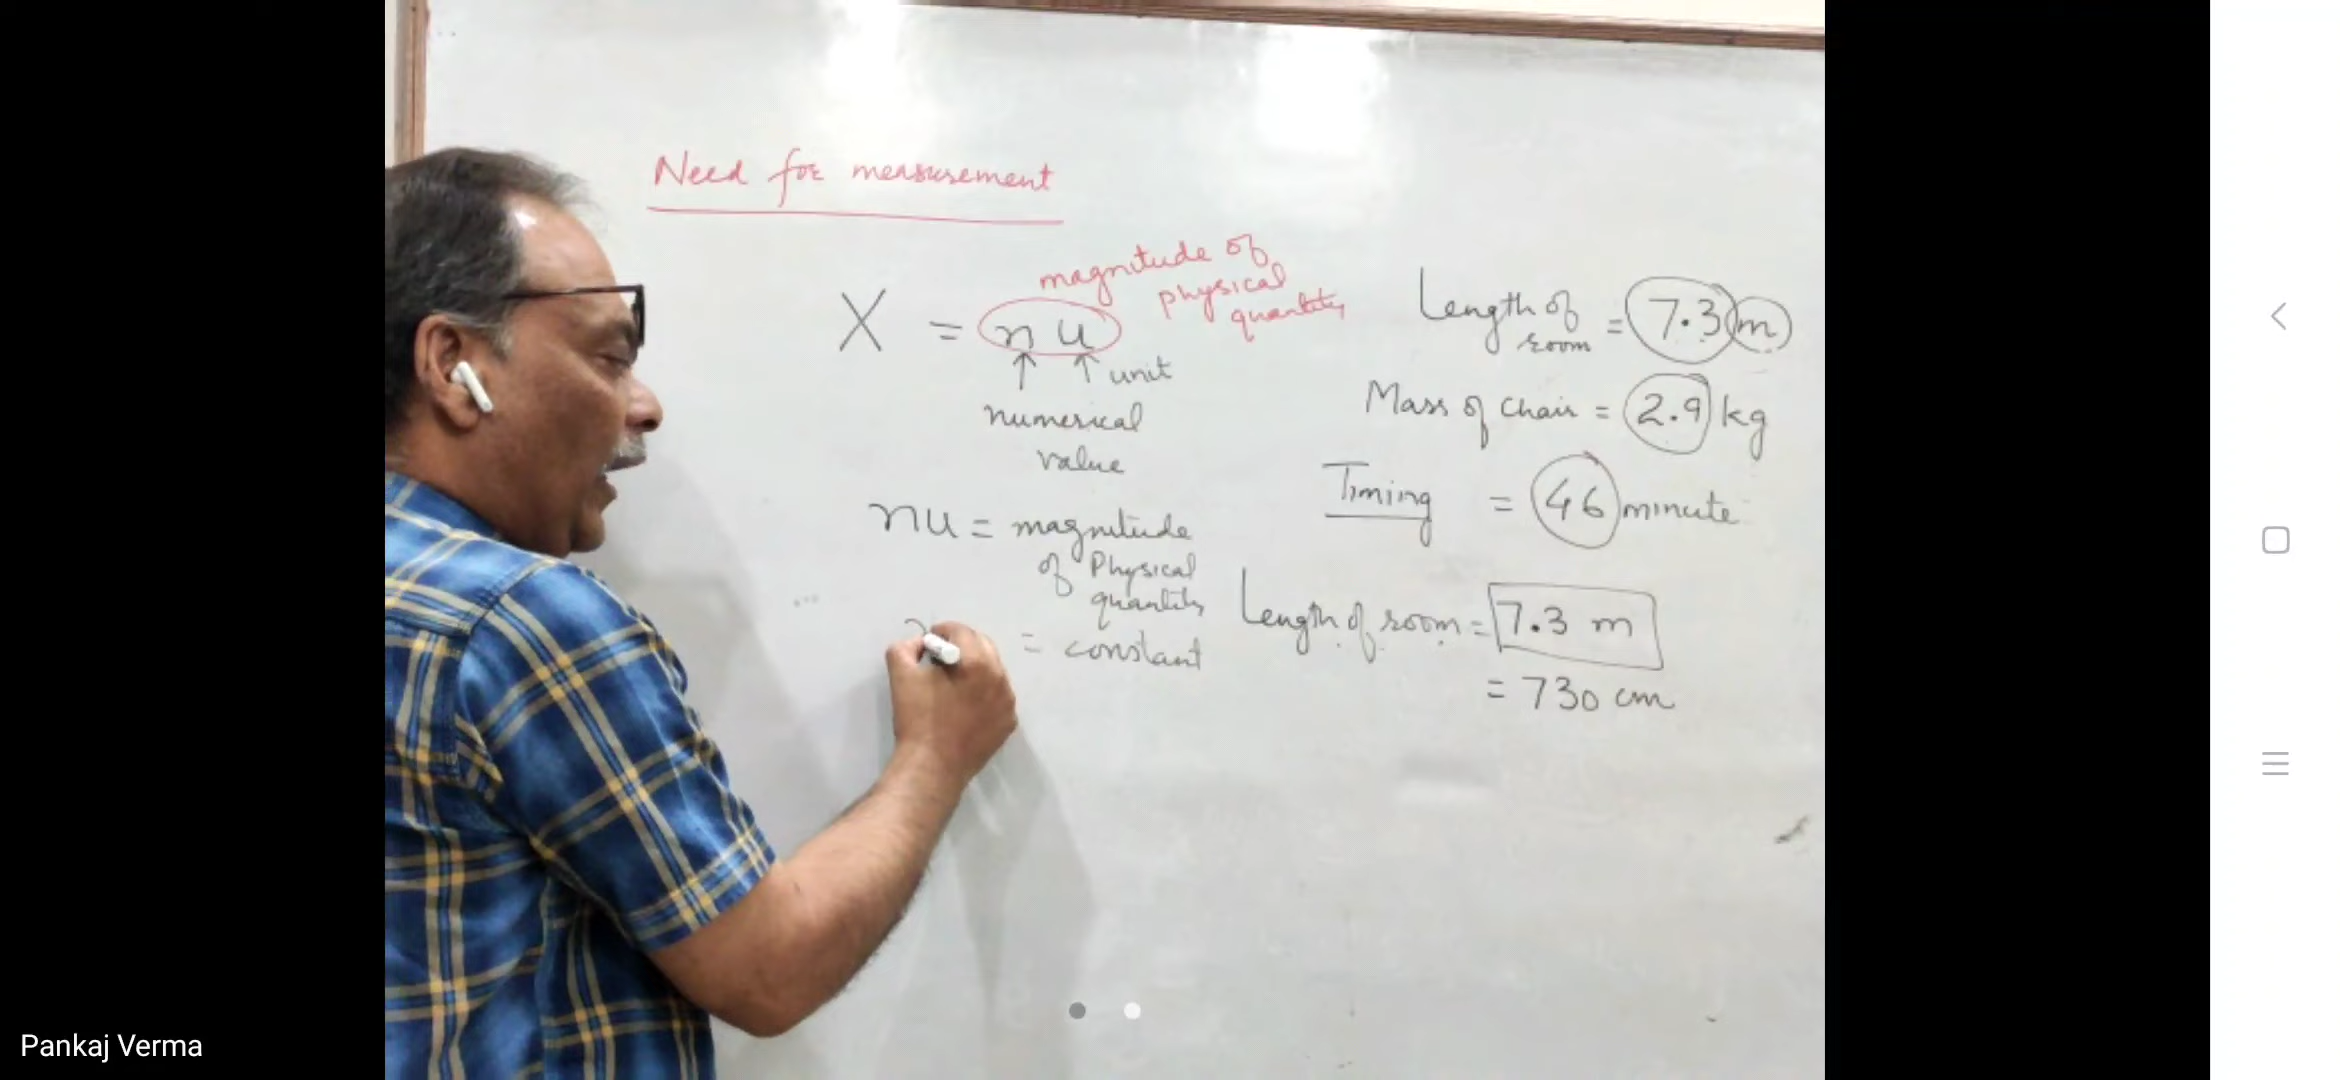 Need for measurement
X = n u
magnitude of
physical
quantity
↑ ↑ unit
numerical
value
nu = magnitude
of Physical
quantity
= constant
Length of
room = 7.3 m
Mass of Chair = 2.9 kg
Timing = 46 minute
Length of room = 7.3 m
= 730 cm
Pankaj Verma